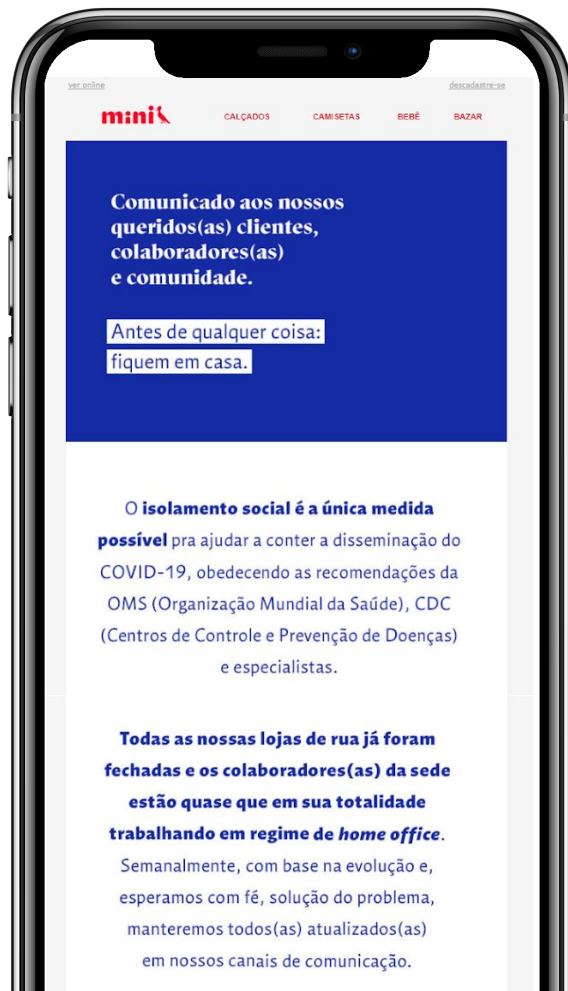 ver online descadastre-se
mini CALÇADOS CAMISETAS BEBÊ BAZAR
Comunicado aos nossos
queridos(as) clientes,
colaboradores(as)
e comunidade.
Antes de qualquer coisa:
fiquem em casa.
O isolamento social é a única medida
possível pra ajudar a conter a disseminação do
COVID-19, obedecendo as recomendações da
OMS (Organização Mundial da Saúde), CDC
(Centros de Controle e Prevenção de Doenças)
e especialistas.
Todas as nossas lojas de rua já foram
fechadas e os colaboradores(as) da sede
estão quase que em sua totalidade
trabalhando em regime de home office.
Semanalmente, com base na evolução e,
esperamos com fé, solução do problema,
manteremos todos(as) atualizados(as)
em nossos canais de comunicação.